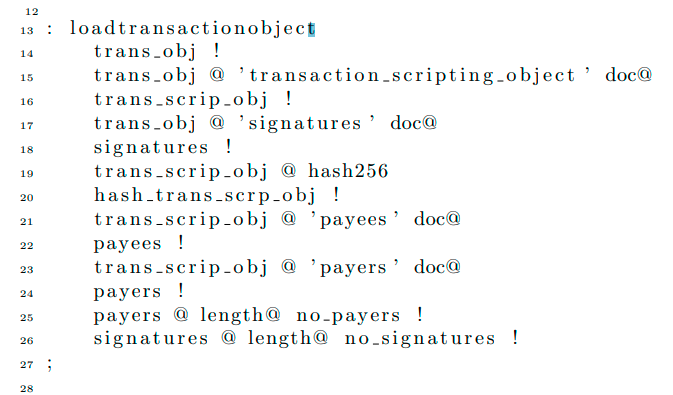 12
13 : loadtransactionobject
14 trans_obj !
15 trans_obj @ 'transaction_scripting_object' doc@
16 trans_scrip_obj !
17 trans_obj @ 'signatures' doc@
18 signatures !
19 trans_scrip_obj @ hash256
20 hash_trans_scrp_obj !
21 trans_scrip_obj @ 'payees' doc@
22 payees !
23 trans_scrip_obj @ 'payers' doc@
24 payers !
25 payers @ length@ no_payers !
26 signatures @ length@ no_signatures !
27 ;
28